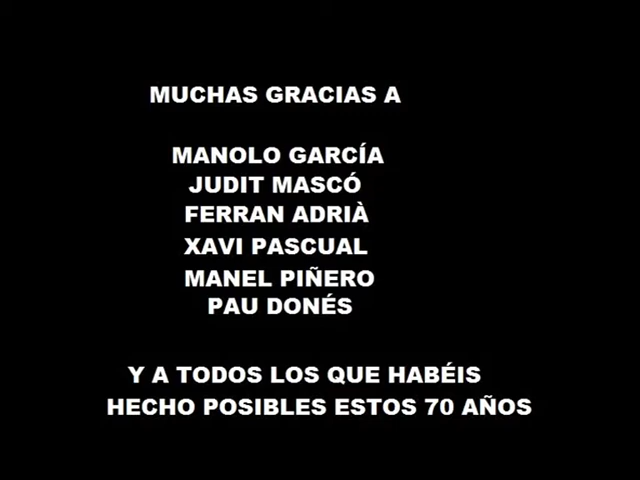 MUCHAS GRACIAS A
MANOLO GARCÍA
JUDIT MASCÓ
FERRAN ADRIÀ
XAVI PASCUAL
MANEL PIÑERO
PAU DONÉS
Y A TODOS LOS QUE HABÉIS
HECHO POSIBLES ESTOS 70 AÑOS